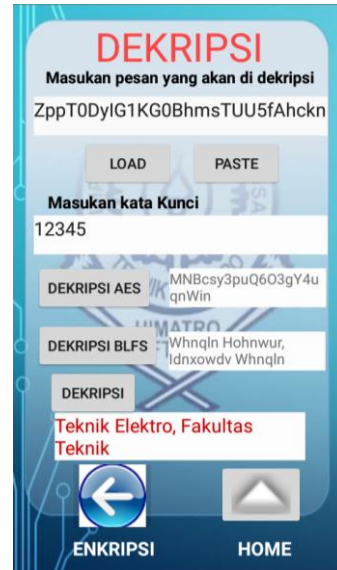 DEKRIPSI
Masukan pesan yang akan di dekripsi
ZppT0DyIG1KG0BhmsTUU5fAhckn
LOAD PASTE
Masukan kata Kunci
12345
DEKRIPSI AES
MNBcsy3puQ6O3gY4u
qnWin
DEKRIPSI BLFS
Whnqln Hohnwur,
Idnxowdv Whnqln
DEKRIPSI
Teknik Elektro, Fakultas
Teknik
ENKRIPSI HOME